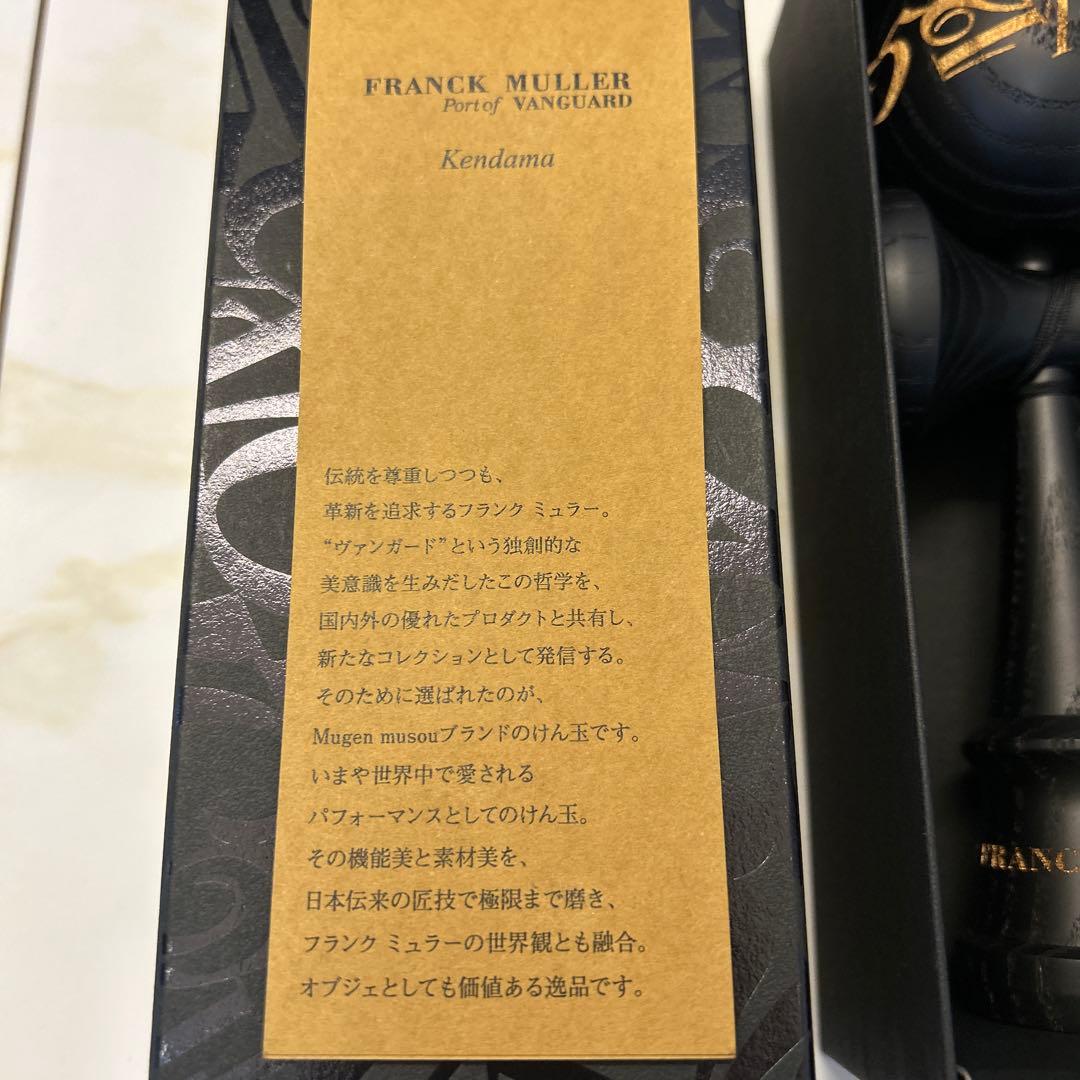 FRANCK MULLER
Port of VANGUARD
Kendama
伝統を尊重しつつも、
革新を追求するフランク ミュラー。
“ヴァンガード”という独創的な
美意識を生みだしたこの哲学を、
国内外の優れたプロダクトと共有し、
新たなコレクションとして発信する。
そのために選ばれたのが、
Mugen musouブランドのけん玉です。
いまや世界中で愛される
パフォーマンスとしてのけん玉。
その機能美と素材美を、
日本伝来の匠技で極限まで磨き、
フランク ミュラーの世界観とも融合。
オブジェとしても価値ある逸品です。
FRANC